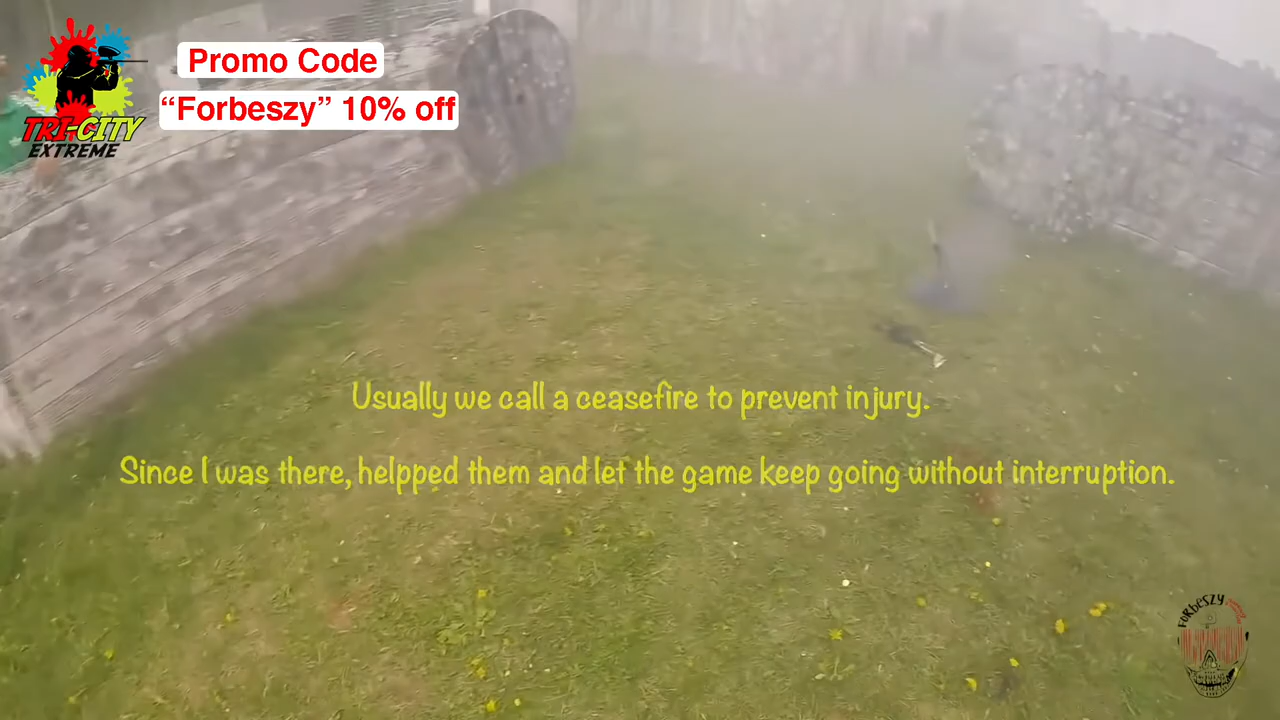 Promo Code
“Forbeszy” 10% off
TRI-CITY
EXTREME
Usually we call a ceasefire to prevent injury.
Since I was there, helpped them and let the game keep going without interruption.
FORBESZY